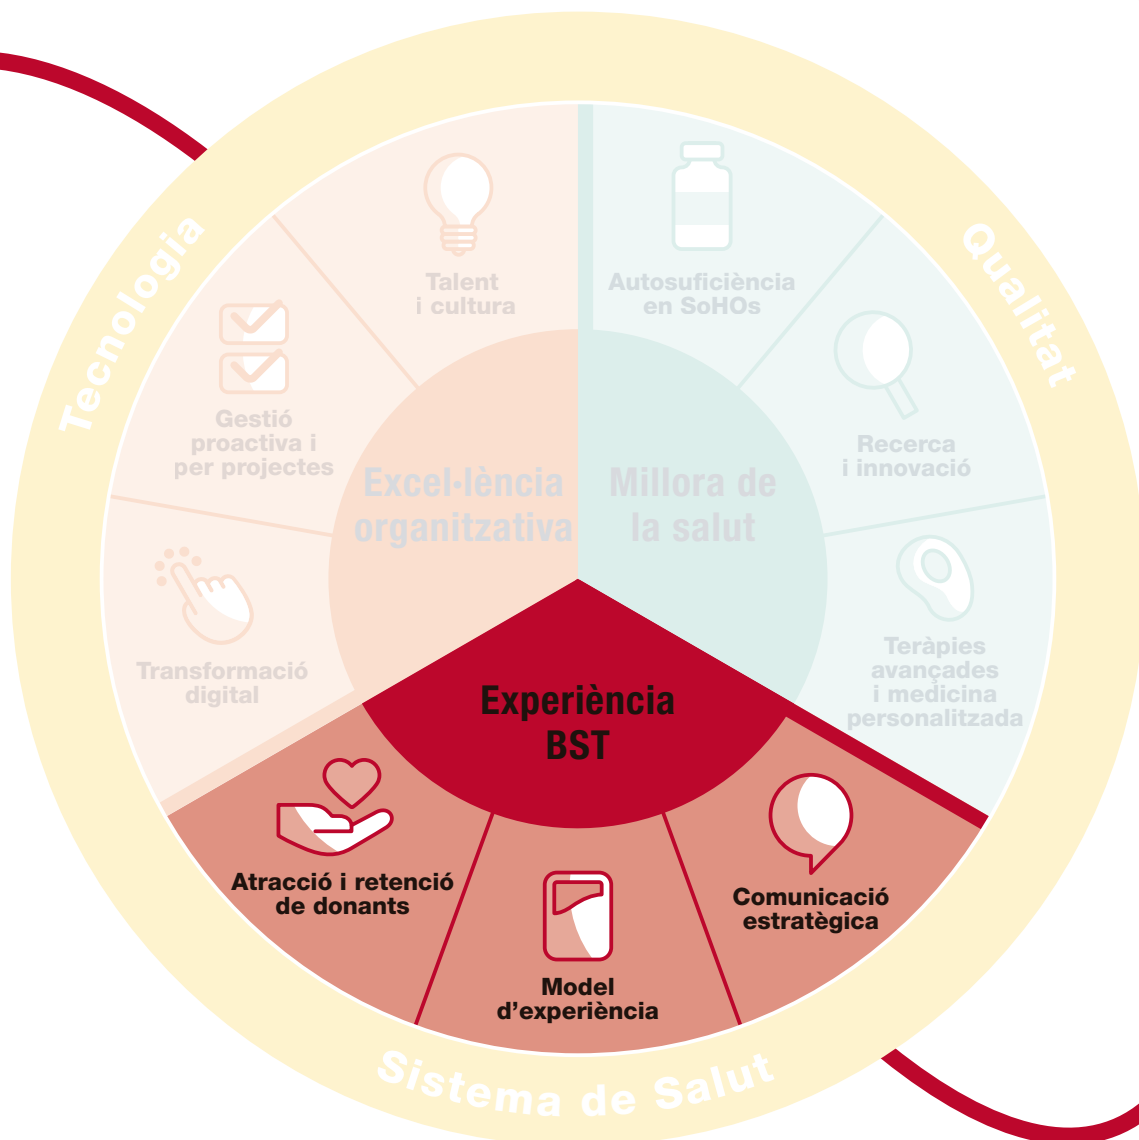 Tecnologia
Qualitat
Sistema de Salut
Talent
i cultura
Autosuficiència
en SoHOs
Gestió
proactiva i
per projectes
Recerca
i innovació
Excel·lència
organitzativa
Millora de
la salut
Transformació
digital
Teràpies
avançades
i medicina
personalitzada
Experiència
BST
Atracció i retenció
de donants
Model
d’experiència
Comunicació
estratègica